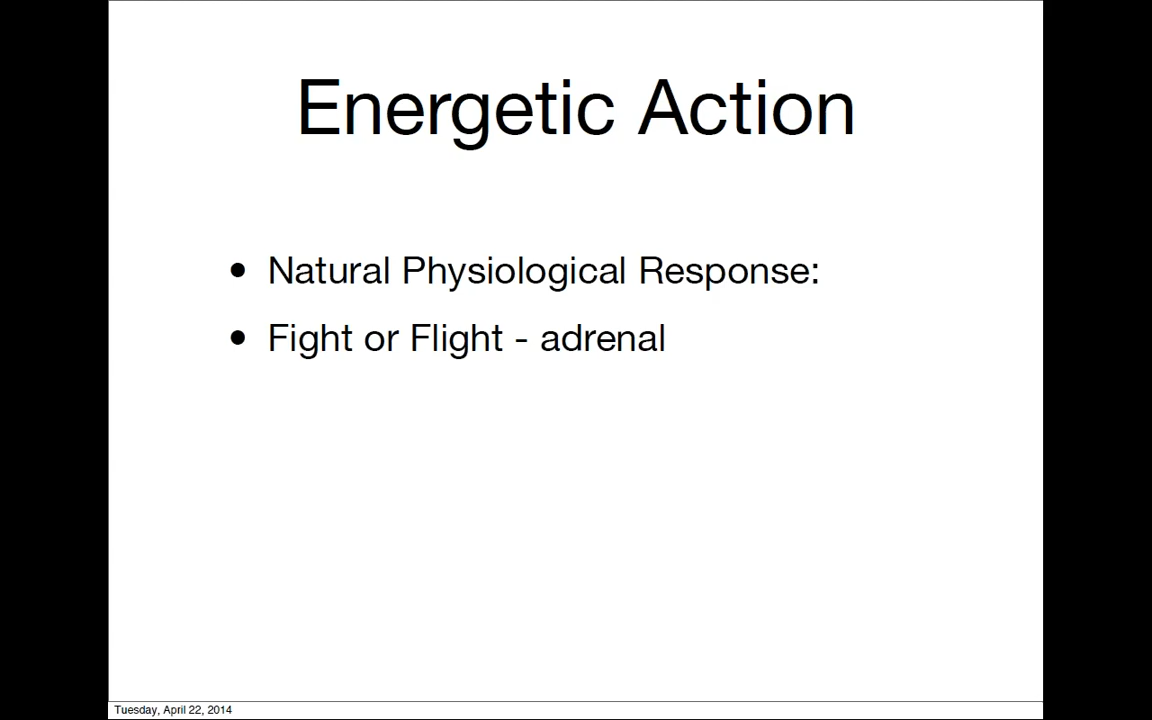 Energetic Action
• Natural Physiological Response:
• Fight or Flight - adrenal
Tuesday, April 22, 2014